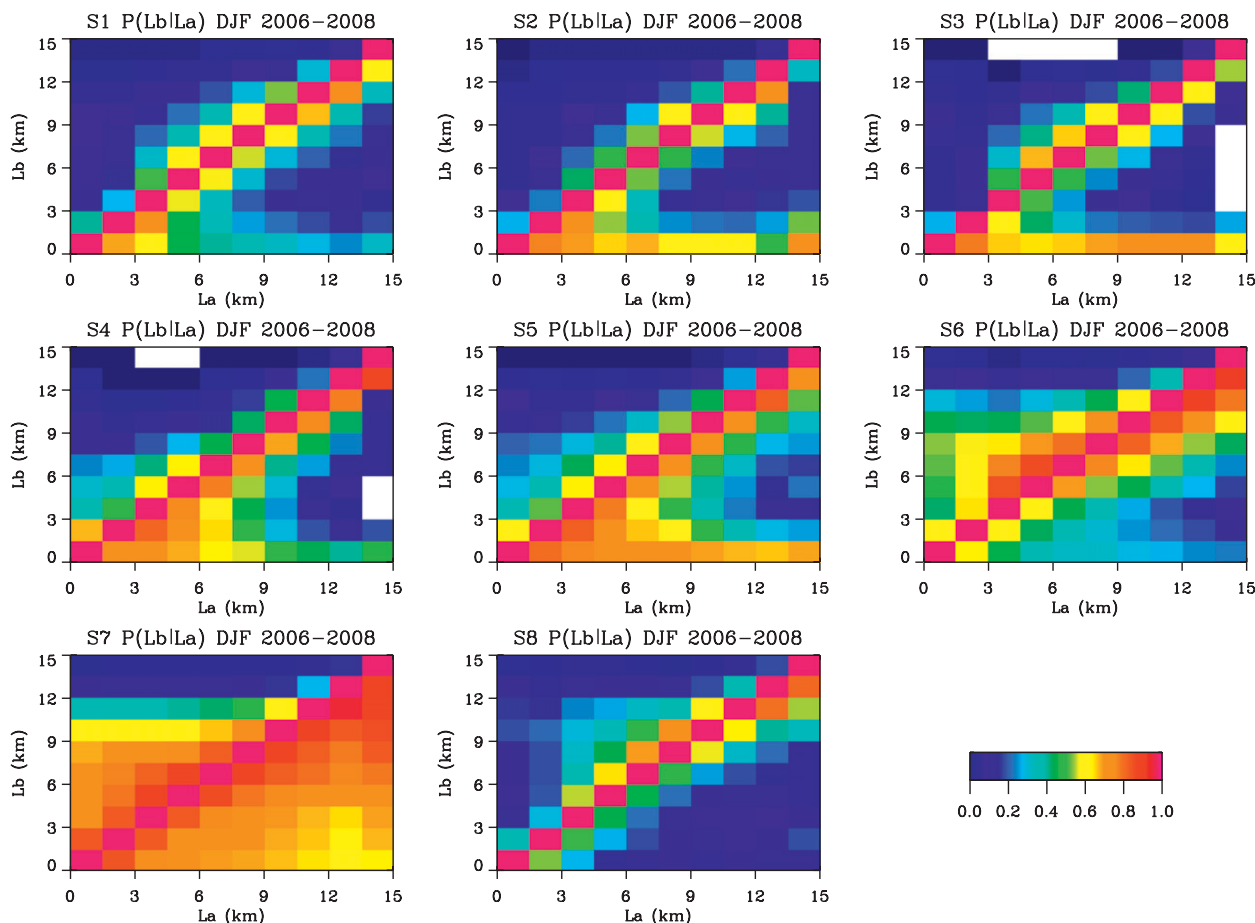 S1 P(Lb|La) DJF 2006−2008
15
12
9
6
3
0
Lb (km)
0 3 6 9 12 15
La (km)
S2 P(Lb|La) DJF 2006−2008
15
12
9
6
3
0
Lb (km)
0 3 6 9 12 15
La (km)
S3 P(Lb|La) DJF 2006−2008
15
12
9
6
3
0
Lb (km)
0 3 6 9 12 15
La (km)
S4 P(Lb|La) DJF 2006−2008
15
12
9
6
3
0
Lb (km)
0 3 6 9 12 15
La (km)
S5 P(Lb|La) DJF 2006−2008
15
12
9
6
3
0
Lb (km)
0 3 6 9 12 15
La (km)
S6 P(Lb|La) DJF 2006−2008
15
12
9
6
3
0
Lb (km)
0 3 6 9 12 15
La (km)
S7 P(Lb|La) DJF 2006−2008
15
12
9
6
3
0
Lb (km)
0 3 6 9 12 15
La (km)
S8 P(Lb|La) DJF 2006−2008
15
12
9
6
3
0
Lb (km)
0 3 6 9 12 15
La (km)
0.0 0.2 0.4 0.6 0.8 1.0